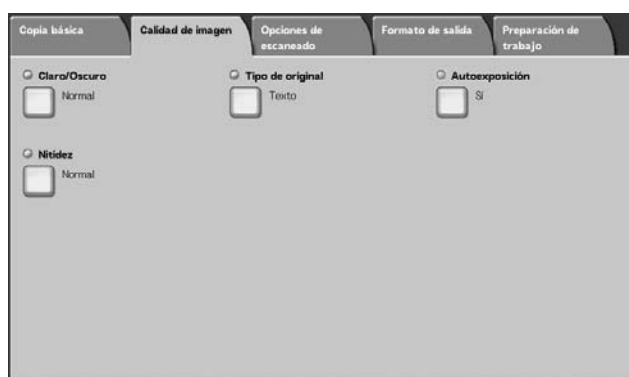 Copia básica
Calidad de imagen
Opciones de
escaneado
Formato de salida
Preparación de
trabajo
Claro/Oscuro
Normal
Tipo de original
Texto
Autoexposición
Sí
Nitidez
Normal